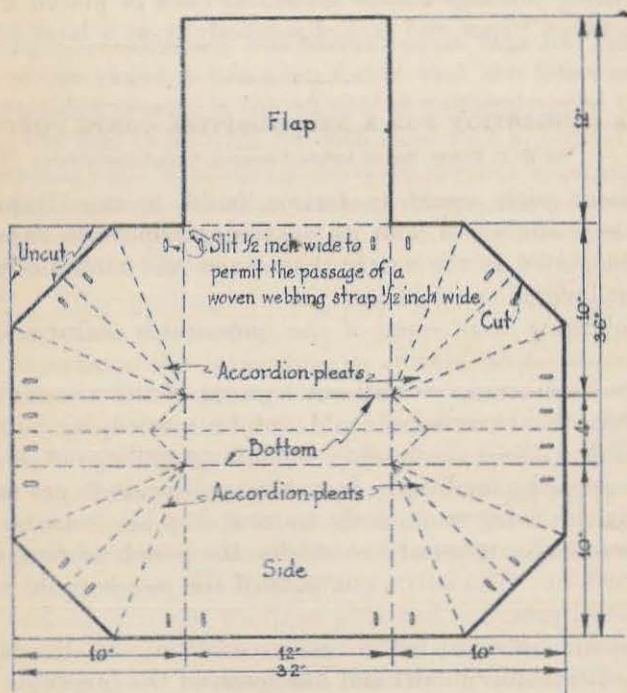 Flap
12"
Uncut
Slit ½ inch wide to
permit the passage of a
woven webbing strap ½ inch wide
Cut
10"
36"
Accordion-pleats
4"
Bottom
Accordion-pleats
10"
Side
10"
12"
10"
32"